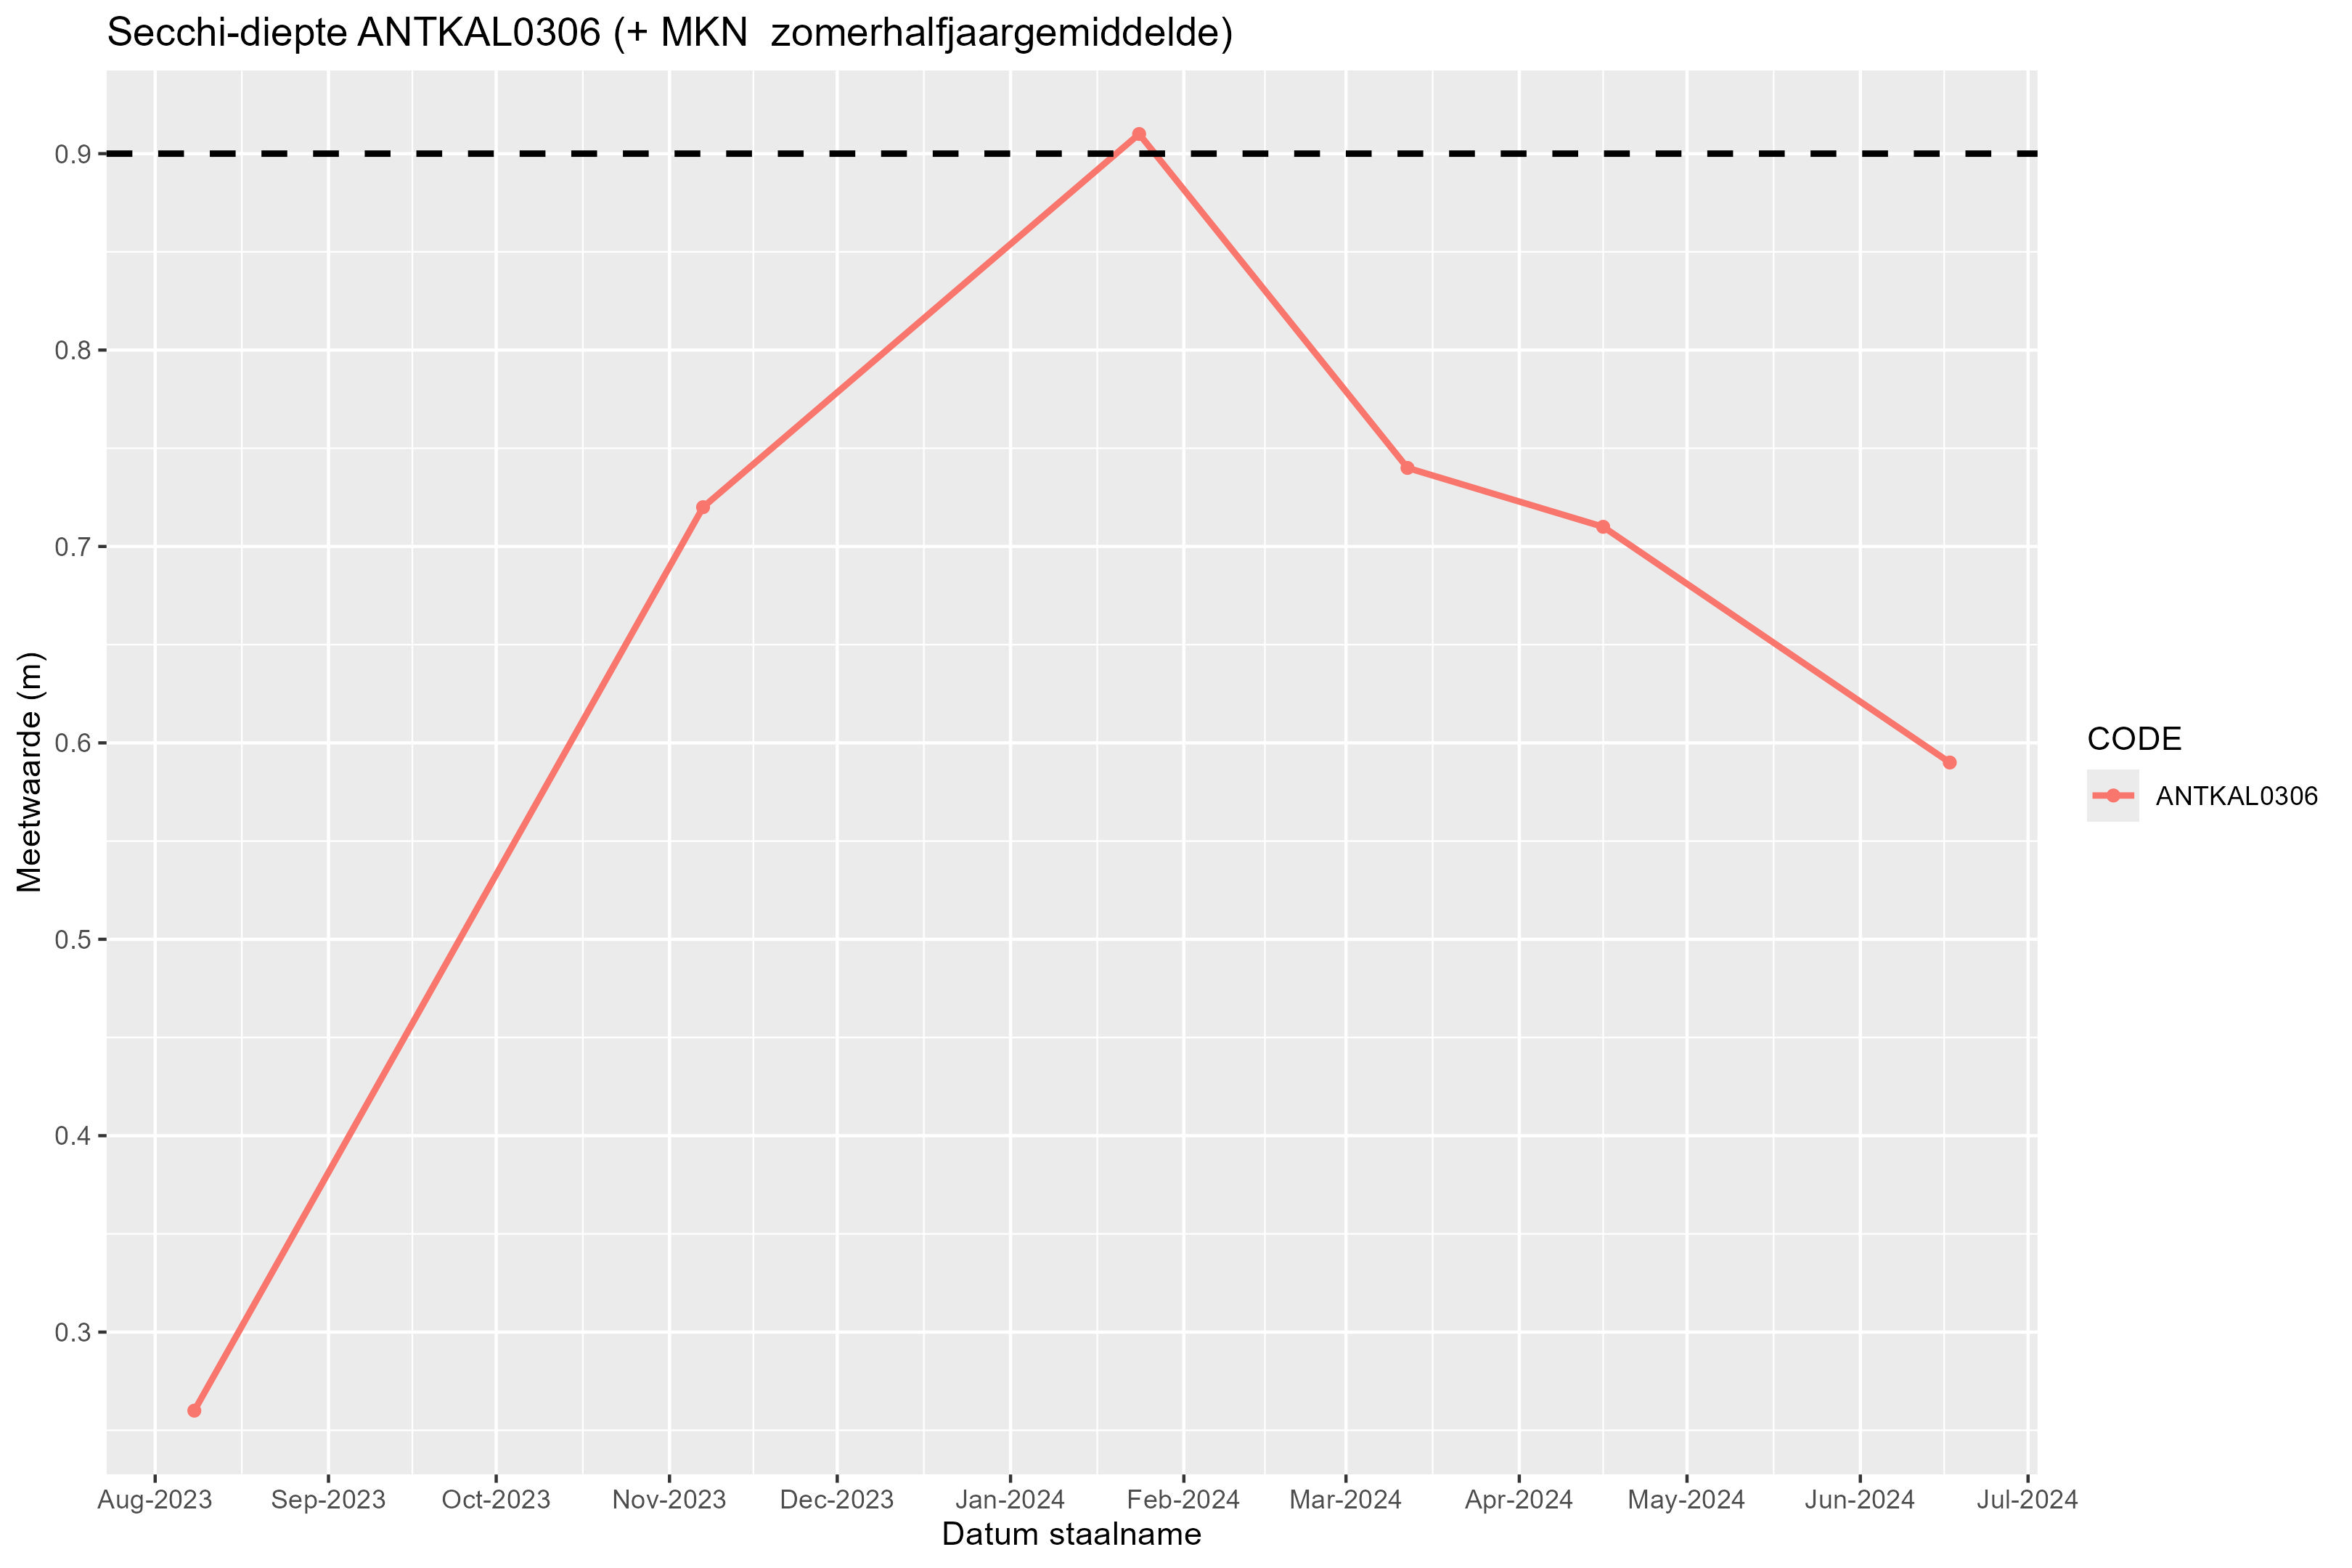 Secchi-diepte ANTKAL0306 (+ MKN  zomerhalfjaargemiddelde)
Meetwaarde (m)
0.9
0.8
0.7
0.6
0.5
0.4
0.3
Aug-2023 Sep-2023 Oct-2023 Nov-2023 Dec-2023 Jan-2024 Feb-2024 Mar-2024 Apr-2024 May-2024 Jun-2024 Jul-2024
Datum staalname
CODE
ANTKAL0306